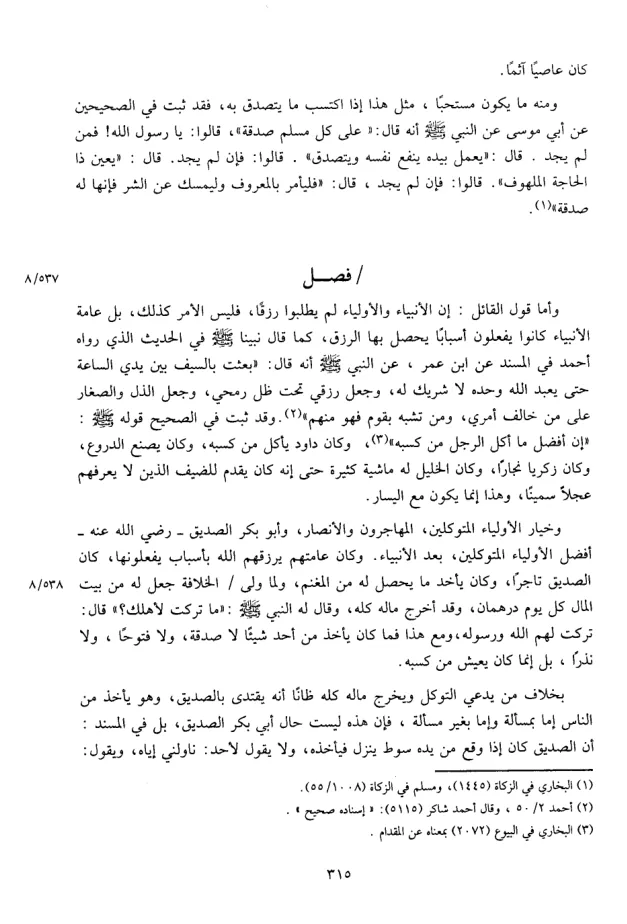 كان عاصيًا آثمًا.
ومنه ما يكون مستحبًا ، مثل هذا إذا اكتسب ما يتصدق به، فقد ثبت في الصحيحين
عن أبي موسى عن النبي ﷺ أنه قال:« على كل مسلم صدقة»، قالوا: يا رسول الله! فمن
لم يجد . قال :«يعمل بيده ينفع نفسه ويتصدق» . قالوا: فإن لم يجد. قال : «يعين ذا
الحاجة الملهوف». قالوا: فإن لم يجد ، قال: «فليأمر بالمعروف وليمسك عن الشر فإنها له
صدقة»(١).
/ فصــل
٨/٥٣٧
وأما قول القائل : إن الأنبياء والأولياء لم يطلبوا رزقًا، فليس الأمر كذلك، بل عامة
الأنبياء كانوا يفعلون أسبابًا يحصل بها الرزق، كما قال نبينا ﷺ في الحديث الذي رواه
أحمد في المسند عن ابن عمر ، عن النبي ﷺ أنه قال: «بعثت بالسيف بين يدي الساعة
حتى يعبد الله وحده لا شريك له، وجعل رزقي تحت ظل رمحي، وجعل الذل والصغار
على من خالف أمري، ومن تشبه بقوم فهو منهم»(٢).وقد ثبت في الصحيح قوله ﷺ :
«إن أفضل ما أكل الرجل من كسبه»(٣)، وكان داود يأكل من كسبه، وكان يصنع الدروع،
وكان زكريا نجارًا، وكان الخليل له ماشية كثيرة حتى إنه كان يقدم للضيف الذين لا يعرفهم
عجلاً سمينًا، وهذا إنما يكون مع اليسار.
وخيار الأولياء المتوكلين، المهاجرون والأنصار، وأبو بكر الصديق ـ رضي الله عنه ـ
أفضل الأولياء المتوكلين، بعد الأنبياء. وكان عامتهم يرزقهم الله بأسباب يفعلونها، كان
الصديق تاجرًا، وكان يأخد ما يحصل له من المغنم، ولما ولى / الخلافة جعل له من بيت
٨/٥٣٨
المال كل يوم درهمان، وقد أخرج ماله كله، وقال له النبي ﷺ :«ما تركت لأهلك؟» قال:
تركت لهم الله ورسوله،ومع هذا فما كان يأخذ من أحد شيئًا لا صدقة، ولا فتوحًا ، ولا
نذرًا ، بل إنما كان يعيش من كسبه.
بخلاف من يدعي التوكل ويخرج ماله كله ظانًا أنه يقتدى بالصديق، وهو يأخذ من
الناس إما بمسألة وإما بغير مسألة ، فإن هذه ليست حال أبي بكر الصديق، بل في المسند :
أن الصديق كان إذا وقع من يده سوط ينزل فيأخذه، ولا يقول لأحد: ناولني إياه، ويقول:
(١) البخاري في الزكاة (١٤٤٥)، ومسلم في الزكاة (١٠٠٨/ ٥٥).
(٢) أحمد ٢/ ٥٠ ، وقال أحمد شاكر (٥١١٥): « إسناده صحيح » .
(٣) البخاري في البيوع (٢٠٧٢) بمعناه عن المقدام .
٣١٥